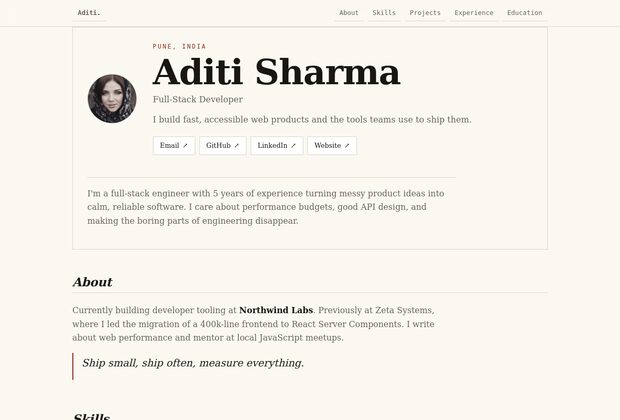 Aditi.
About Skills Projects Experience Education
PUNE, INDIA
Aditi Sharma
Full-Stack Developer
I build fast, accessible web products and the tools teams use to ship them.
Email ↗ GitHub ↗ LinkedIn ↗ Website ↗
I'm a full-stack engineer with 5 years of experience turning messy product ideas into
calm, reliable software. I care about performance budgets, good API design, and
making the boring parts of engineering disappear.
About
Currently building developer tooling at Northwind Labs. Previously at Zeta Systems,
where I led the migration of a 400k-line frontend to React Server Components. I write
about web performance and mentor at local JavaScript meetups.
Ship small, ship often, measure everything.
Skills